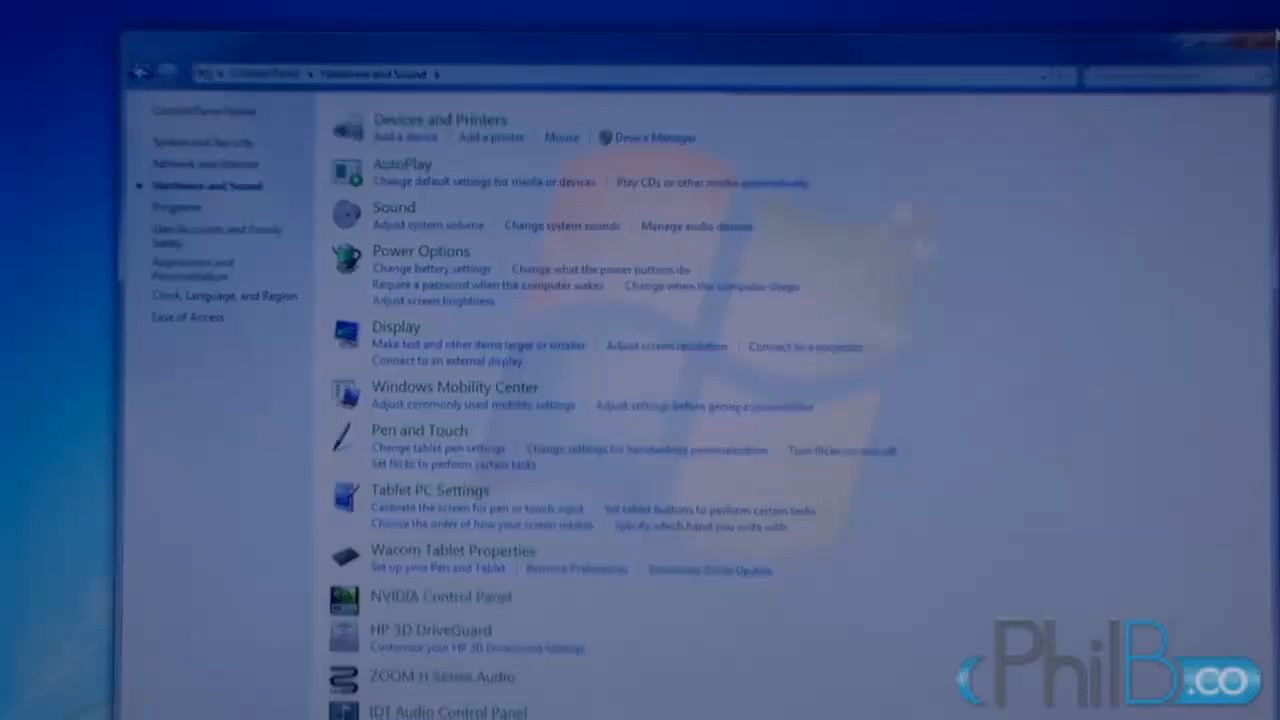 Control Panel Hardware and Sound
Control Panel Home
System and Security
Network and Internet
Hardware and Sound
Programs
User Accounts and Family
Safety
Appearance and
Personalization
Clock, Language, and Region
Ease of Access
Devices and Printers
Add a device Add a printer Mouse Device Manager
AutoPlay
Change default settings for media or devices Play CDs or other media automatically
Sound
Adjust system volume Change system sounds Manage audio devices
Power Options
Change battery settings Change what the power buttons do
Require a password when the computer wakes Change when the computer sleeps
Adjust screen brightness
Display
Make text and other items larger or smaller Adjust screen resolution Connect to a projector
Connect to an external display
Windows Mobility Center
Adjust commonly used mobility settings Adjust settings before giving a presentation
Pen and Touch
Change tablet pen settings Change settings for handwriting personalization Turn flicks on and off
Set flicks to perform certain tasks
Tablet PC Settings
Calibrate the screen for pen or touch input Set tablet buttons to perform certain tasks
Choose the order of how your screen rotates Specify which hand you write with
Wacom Tablet Properties
Set up your Pen and Tablet Remove Preferences Download Driver Update
NVIDIA Control Panel
HP 3D DriveGuard
Customize your HP 3D DriveGuard Settings
ZOOM H Series Audio
IDT Audio Control Panel
PhilB.co